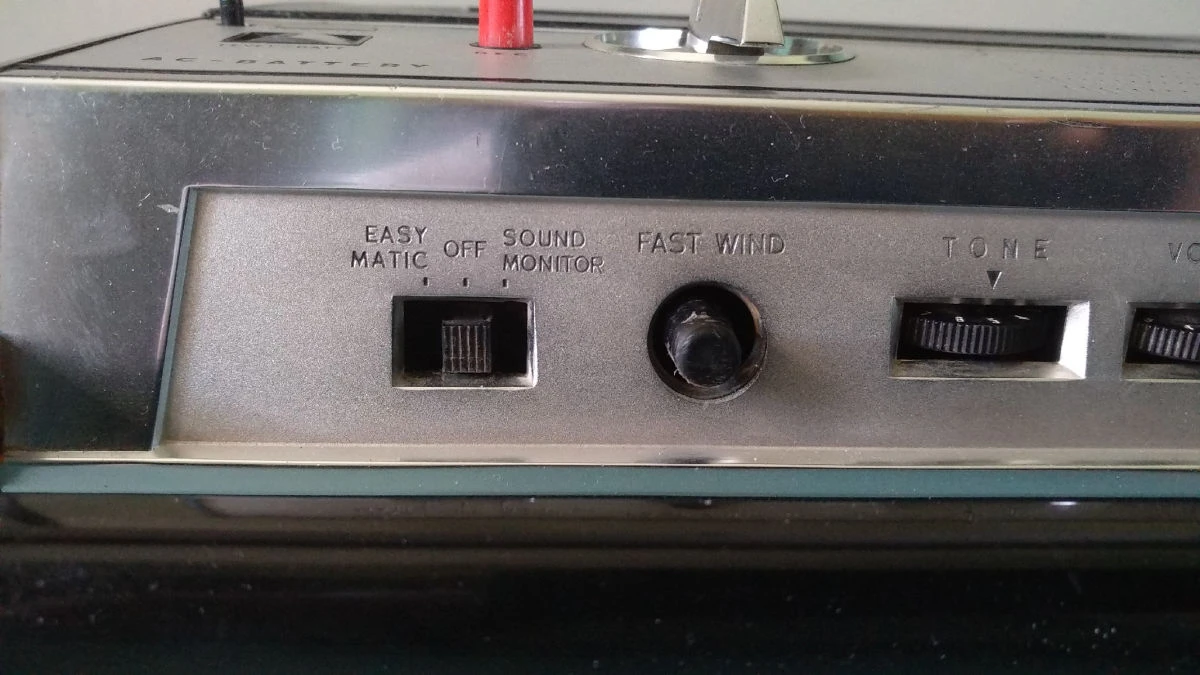 AC-BATTERY
EASY
MATIC
OFF
SOUND
MONITOR
FAST WIND
TONE